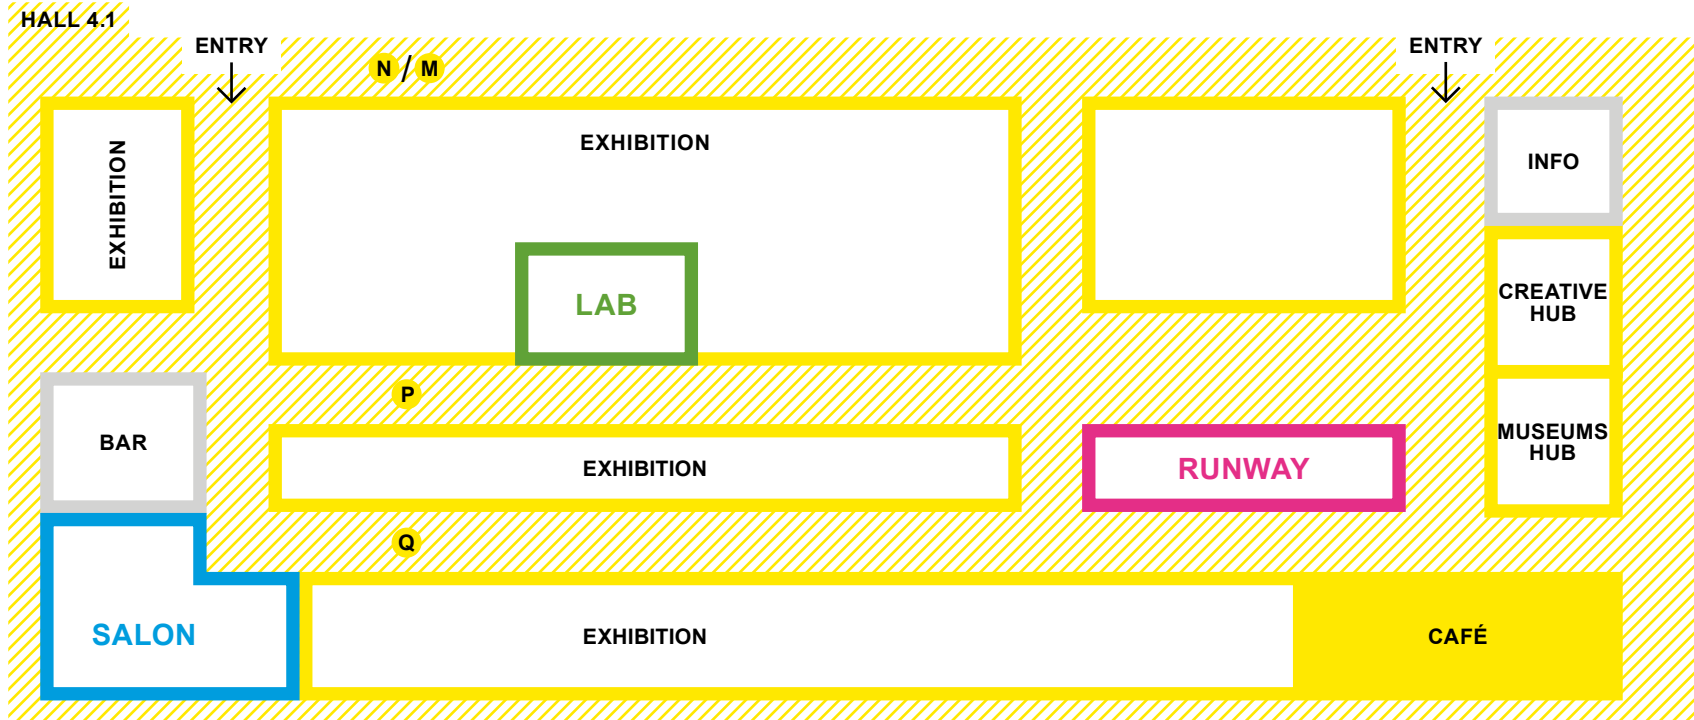 HALL 4.1
ENTRY
ENTRY
N / M
EXHIBITION
EXHIBITION
INFO
LAB
CREATIVE
HUB
P
BAR
EXHIBITION
RUNWAY
MUSEUMS
HUB
Q
SALON
EXHIBITION
CAFÉ